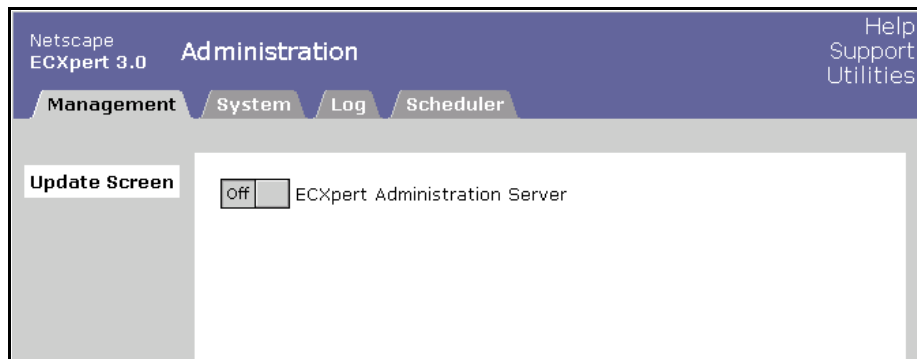 Netscape
ECXpert 3.0
Administration
Help
Support
Utilities
Management
System
Log
Scheduler
Update Screen
Off
ECXpert Administration Server